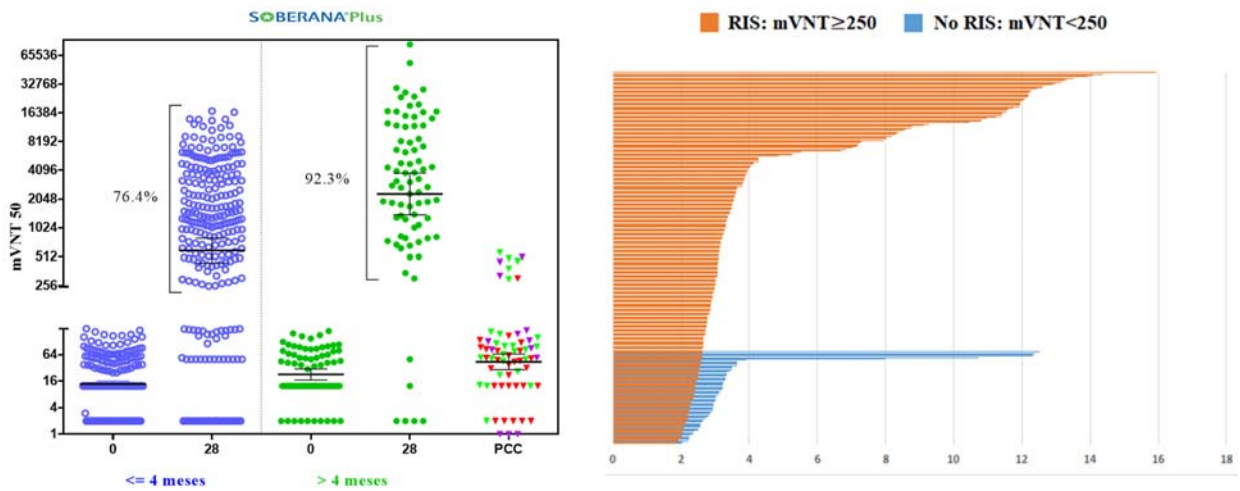 SOBERANA®Plus
mVNT 50
65536
32768
16384
8192
4096
2048
1024
512
256
64
16
4
1
76.4%
92.3%
0 28 0 28 PCC
<= 4 meses > 4 meses
RIS: mVNT≥250 No RIS: mVNT<250
0 2 4 6 8 10 12 14 16 18